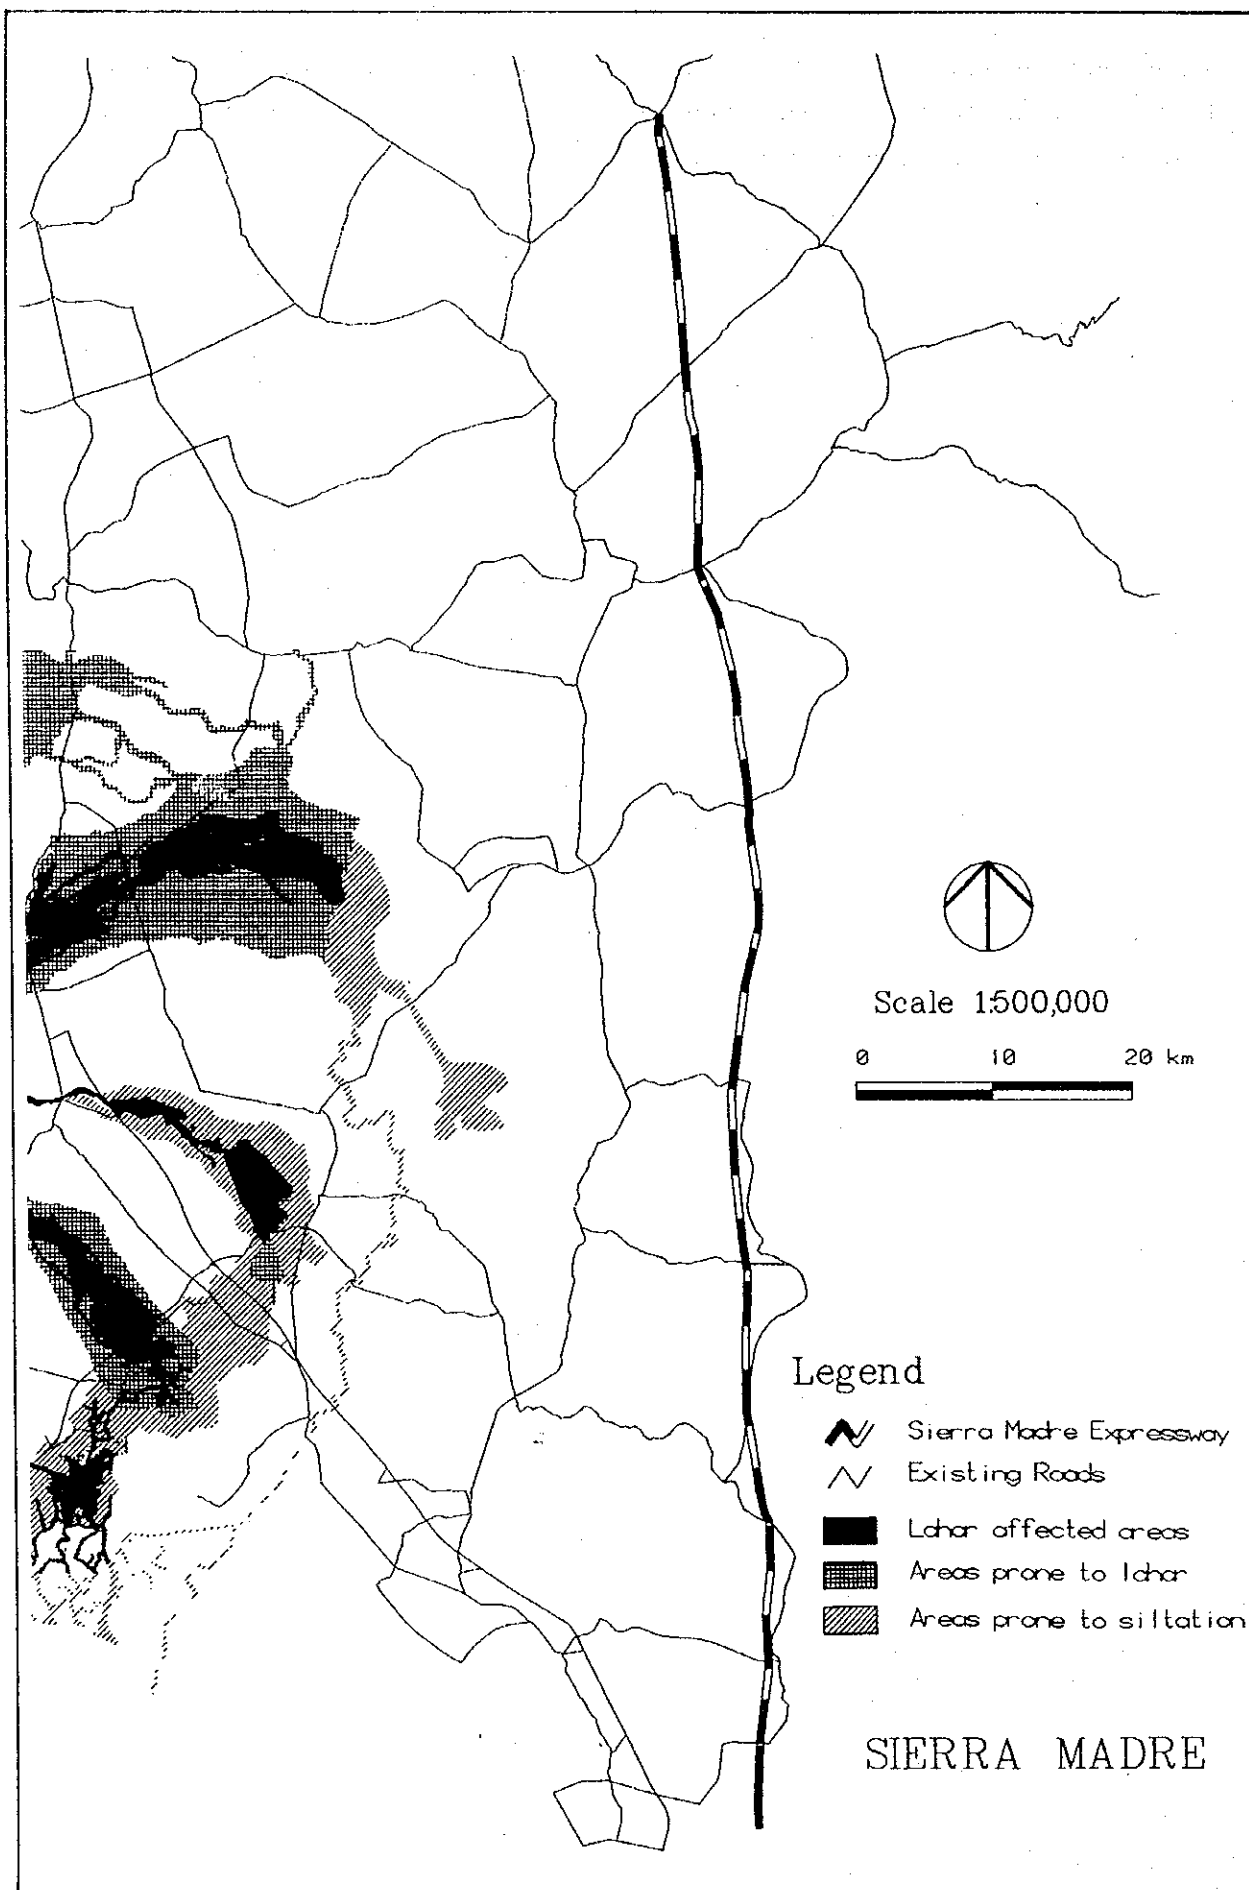 Scale 1:500,000
0 10 20 km
Legend
Sierra Madre Expressway
Existing Roads
Lahar affected areas
Areas prone to lahar
Areas prone to siltation
SIERRA MADRE